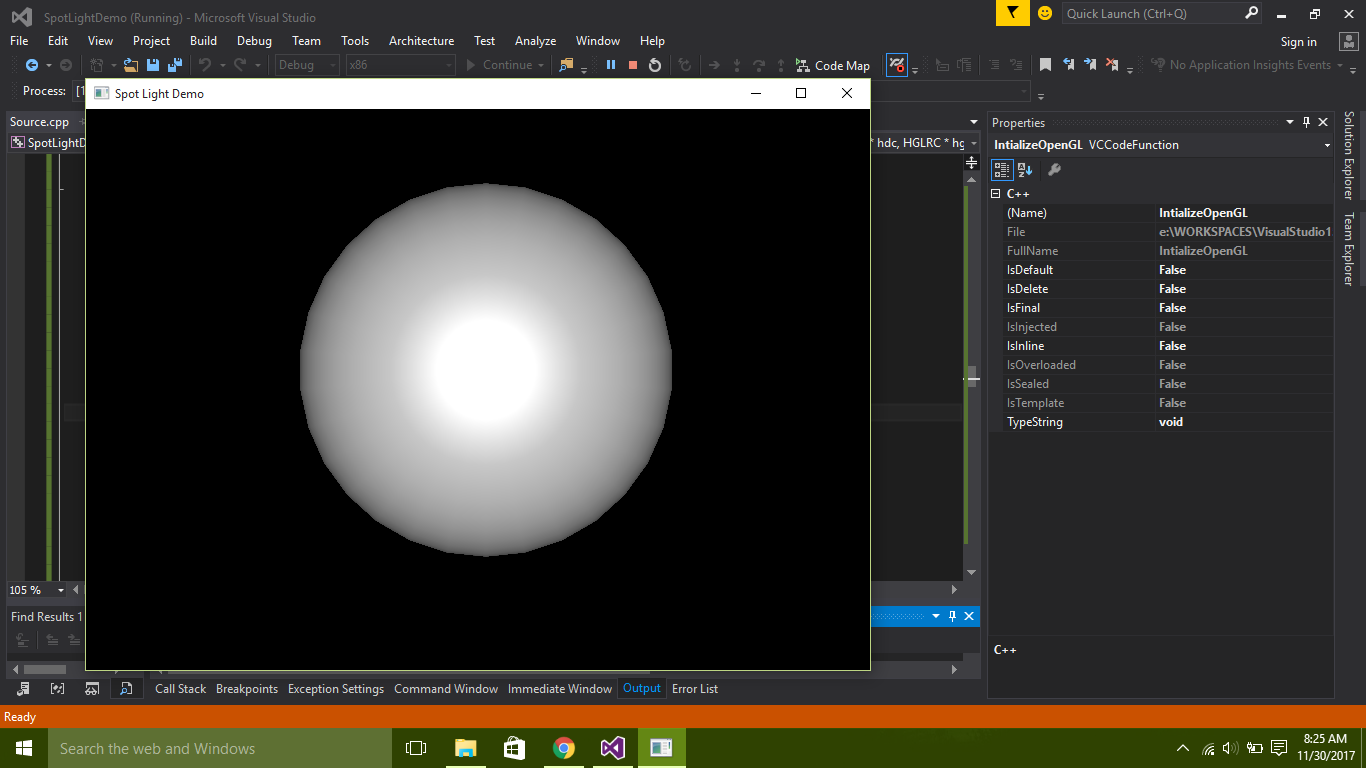 SpotLightDemo (Running) - Microsoft Visual Studio
Quick Launch (Ctrl+Q)
File Edit View Project Build Debug Team Tools Architecture Test Analyze Window Help
Sign in
Debug x86 Continue Code Map No Application Insights Events
Process: [1
Spot Light Demo
Source.cpp
SpotLightD
* hdc, HGLRC * hg
105 %
Find Results 1
Properties
IntializeOpenGL VCCodeFunction
C++
(Name) IntializeOpenGL
File e:\WORKSPACES\VisualStudio1
FullName IntializeOpenGL
IsDefault False
IsDelete False
IsFinal False
IsInjected False
IsInline False
IsOverloaded False
IsSealed False
IsTemplate False
TypeString void
C++
Solution Explorer
Team Explorer
Call Stack Breakpoints Exception Settings Command Window Immediate Window Output Error List
Ready
Search the web and Windows
8:25 AM
11/30/2017